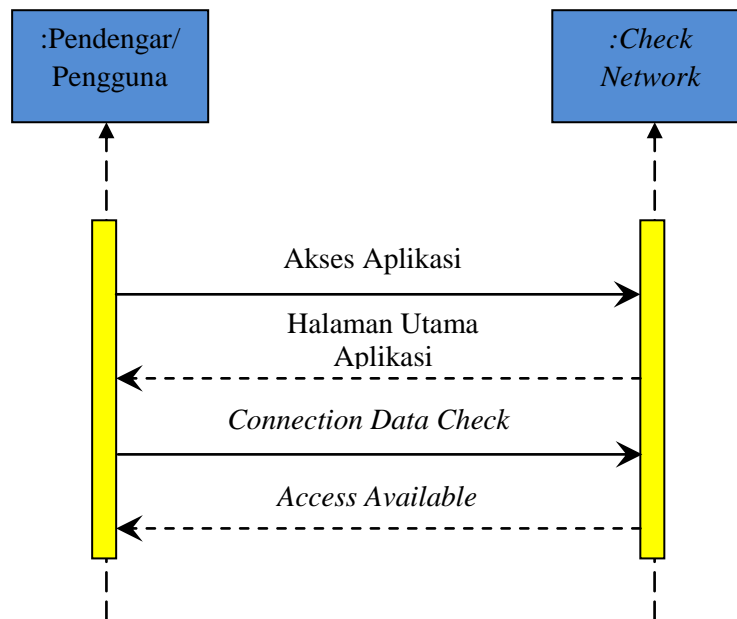 :Pendengar/
Pengguna
:Check
Network
Akses Aplikasi
Halaman Utama
Aplikasi
Connection Data Check
Access Available